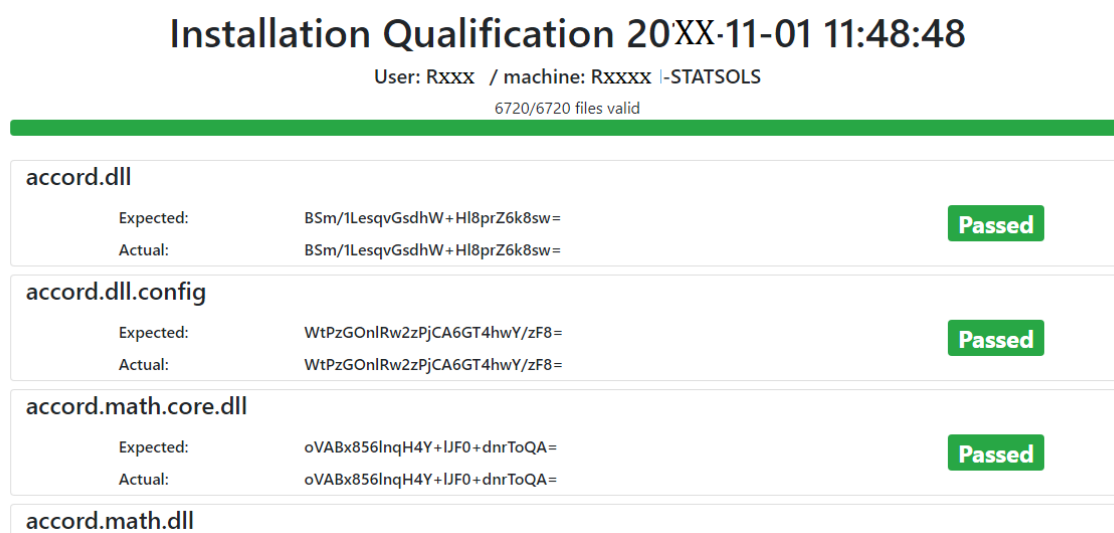 Installation Qualification 20XX-11-01 11:48:48
User: Rxxx / machine: Rxxxx l-STATSOLS
6720/6720 files valid
accord.dll
Expected: BSm/1LesqvGsdhW+Hl8prZ6k8sw=
Passed
Actual: BSm/1LesqvGsdhW+Hl8prZ6k8sw=
accord.dll.config
Expected: WtPzGOnlRw2zPjCA6GT4hwY/zF8=
Passed
Actual: WtPzGOnlRw2zPjCA6GT4hwY/zF8=
accord.math.core.dll
Expected: oVABx856lnqH4Y+lJF0+dnrToQA=
Passed
Actual: oVABx856lnqH4Y+lJF0+dnrToQA=
accord.math.dll